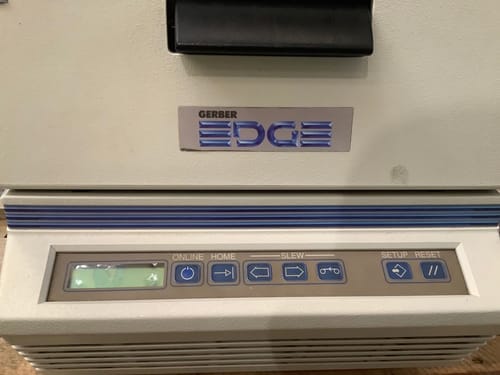 GERBER
EDGE
ONLINE HOME SLEW SETUP RESET